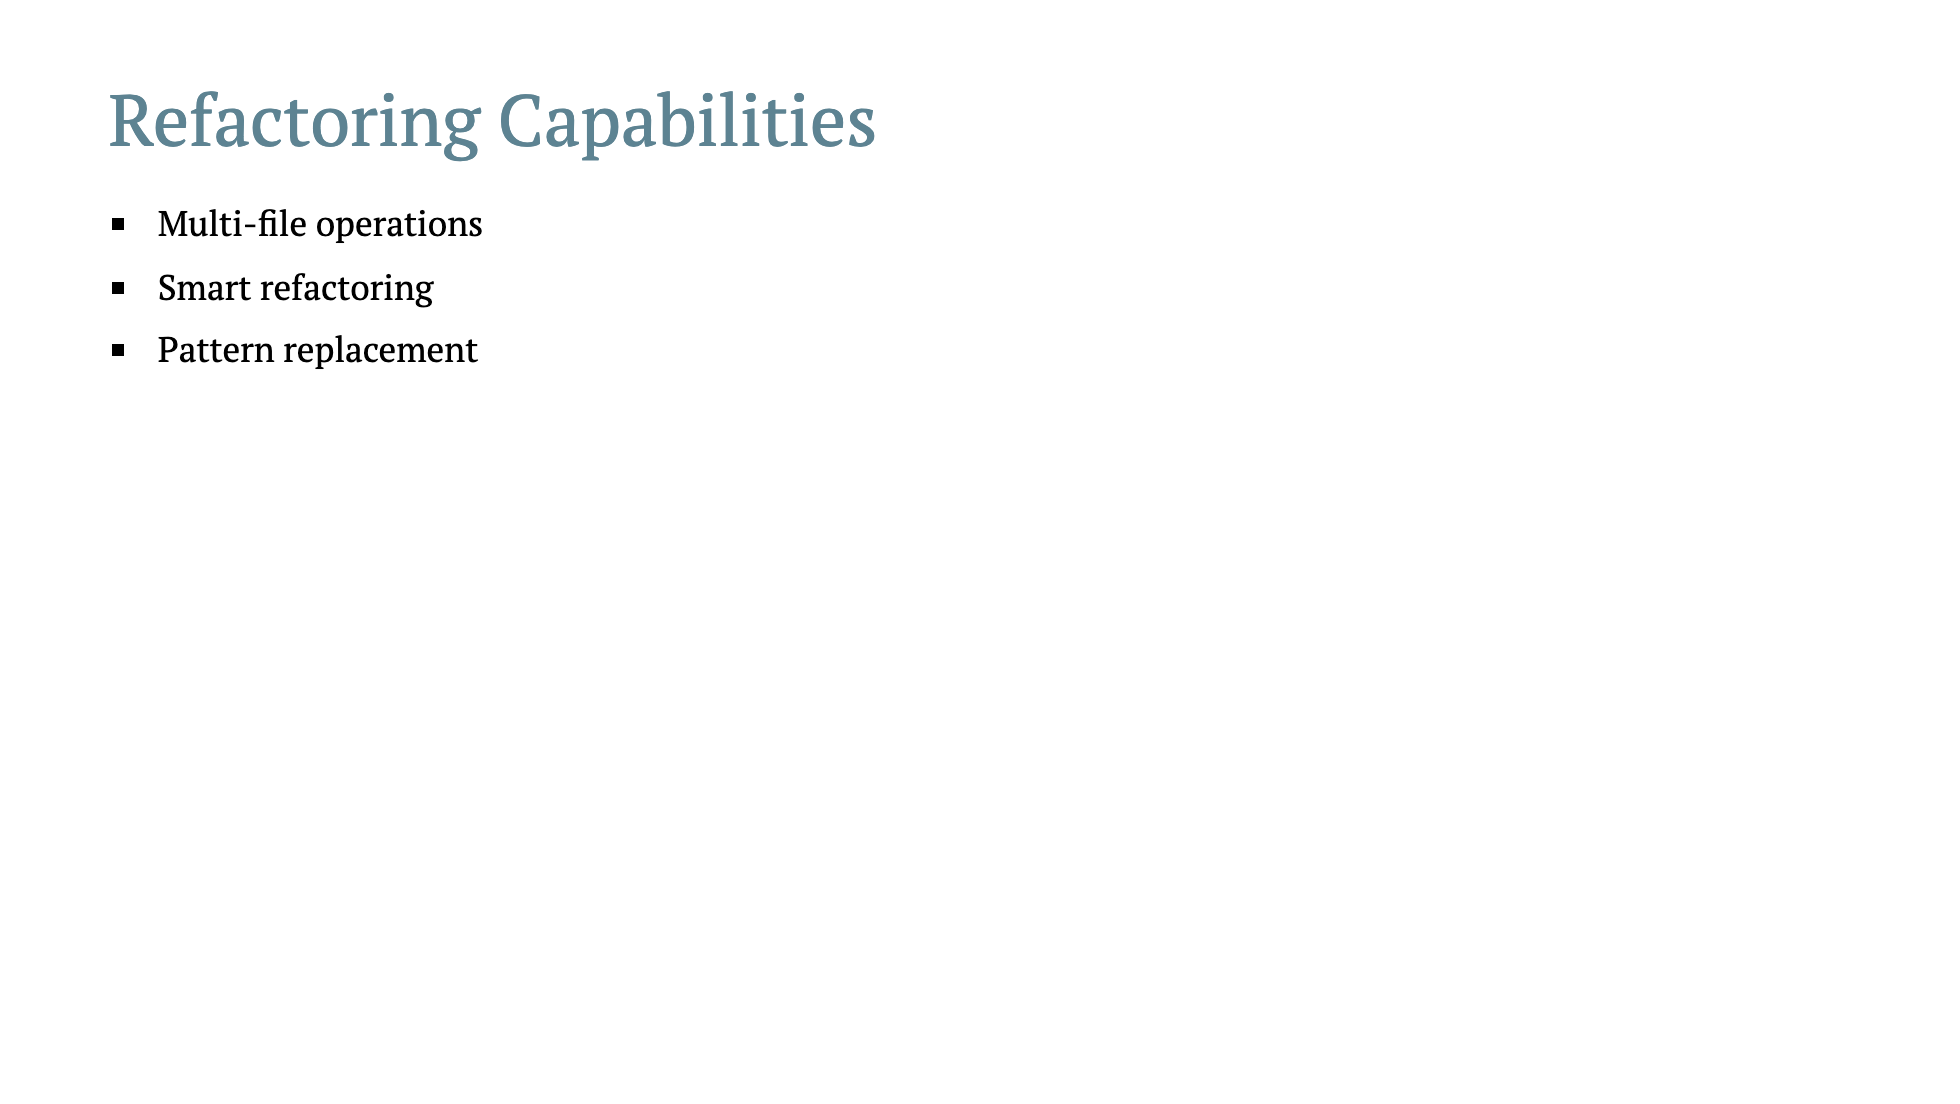 Refactoring Capabilities
▪ Multi-file operations
▪ Smart refactoring
▪ Pattern replacement